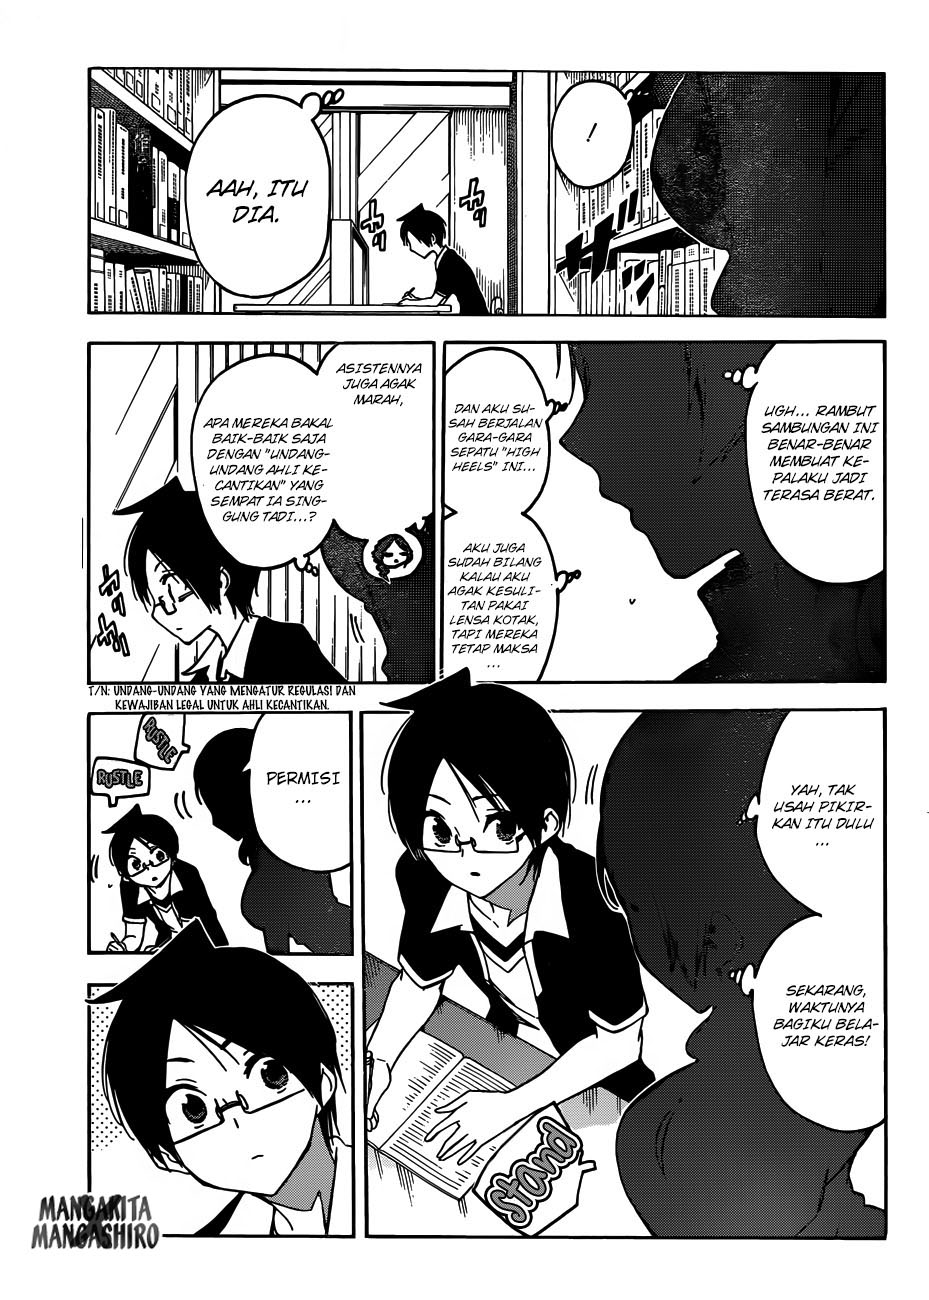 !
AAH, ITU
DIA.
UGH... RAMBUT
SAMBUNGAN INI
BENAR-BENAR
MEMBUAT KE-
PALAKU JADI
TERASA BERAT.
DAN AKU SU-
SAH BERJALAN
GARA-GARA
SEPATU "HIGH
HEELS" INI...
AKU JUGA
SUDAH BILANG
KALAU AKU
AGAK KESULI-
TAN PAKAI
LENSA KOTAK,
TAPI MEREKA
TETAP MAKSA
...
ASISTENNYA
JUGA AGAK
MARAH,
APA MEREKA BAKAL
BAIK-BAIK SAJA
DENGAN "UNDANG-
UNDANG AHLI KE-
CANTIKAN" YANG
SEMPAT IA SING-
GUNG TADI...?
T/N: UNDANG-UNDANG YANG MENGATUR REGULASI DAN
KEWAJIBAN LEGAL UNTUK AHLI KECANTIKAN.
YAH, TAK
USAH PIKIR-
KAN ITU DULU
...
SEKARANG,
WAKTUNYA
BAGIKU BELA-
JAR KERAS!
STAND
PERMISI
...
RUSTLE
RUSTLE
MANGAKITA
MANGASHIRO